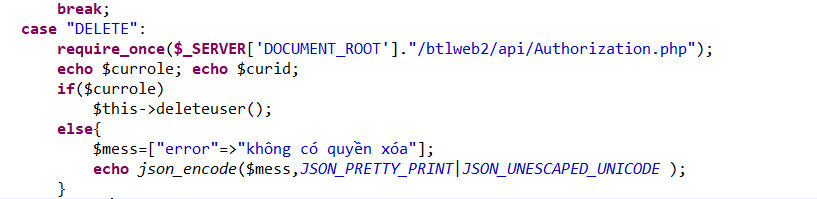 break;
case "DELETE":
require_once($_SERVER['DOCUMENT_ROOT']."/btlweb2/api/Authorization.php");
echo $currole; echo $curid;
if($currole)
$this->deleteuser();
else{
$mess=["error"=>"không có quyền xóa"];
echo json_encode($mess,JSON_PRETTY_PRINT|JSON_UNESCAPED_UNICODE );
}